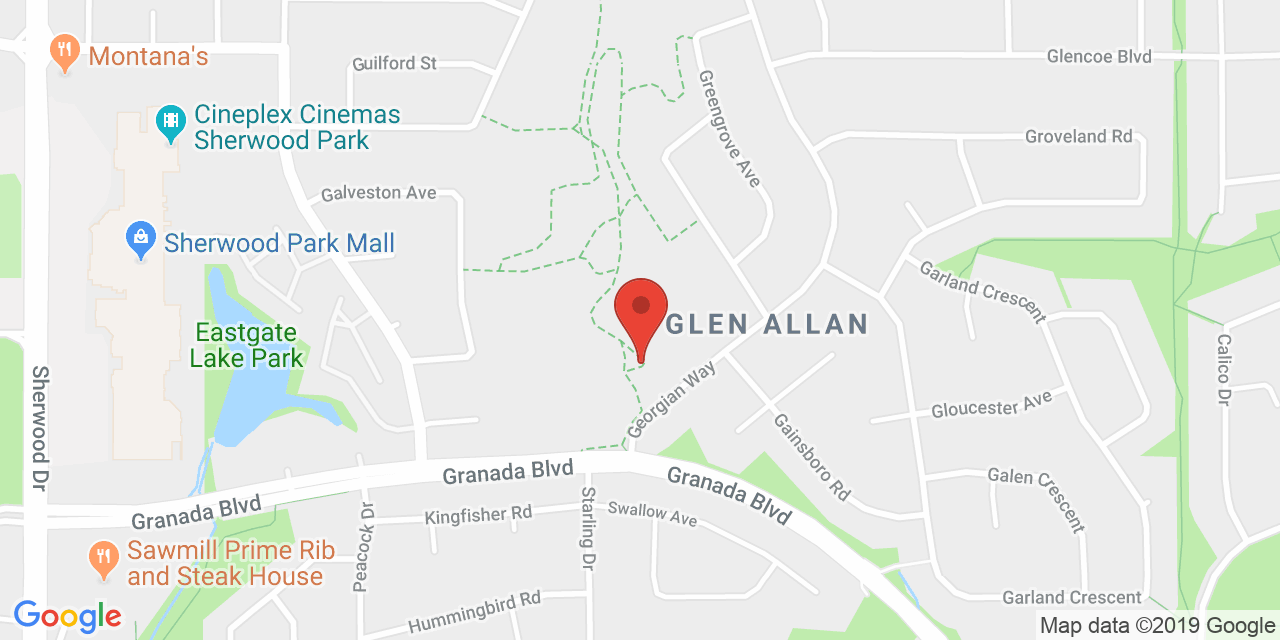 Montana's
Guilford St
Glencoe Blvd
Cineplex Cinemas
Sherwood Park
Greengrove Ave
Groveland Rd
Galveston Ave
Sherwood Park Mall
Garland Crescent
GLEN ALLAN
Eastgate
Lake Park
Calico Dr
Sherwood Dr
Georgian Way
Gloucester Ave
Gainsboro Rd
Granada Blvd
Granada Blvd
Galen Crescent
Granada Blvd
Kingfisher Rd
Starling Dr
Swallow Ave
Peacock Dr
Sawmill Prime Rib
and Steak House
Hummingbird Rd
Garland Crescent
Google
Map data ©2019 Google